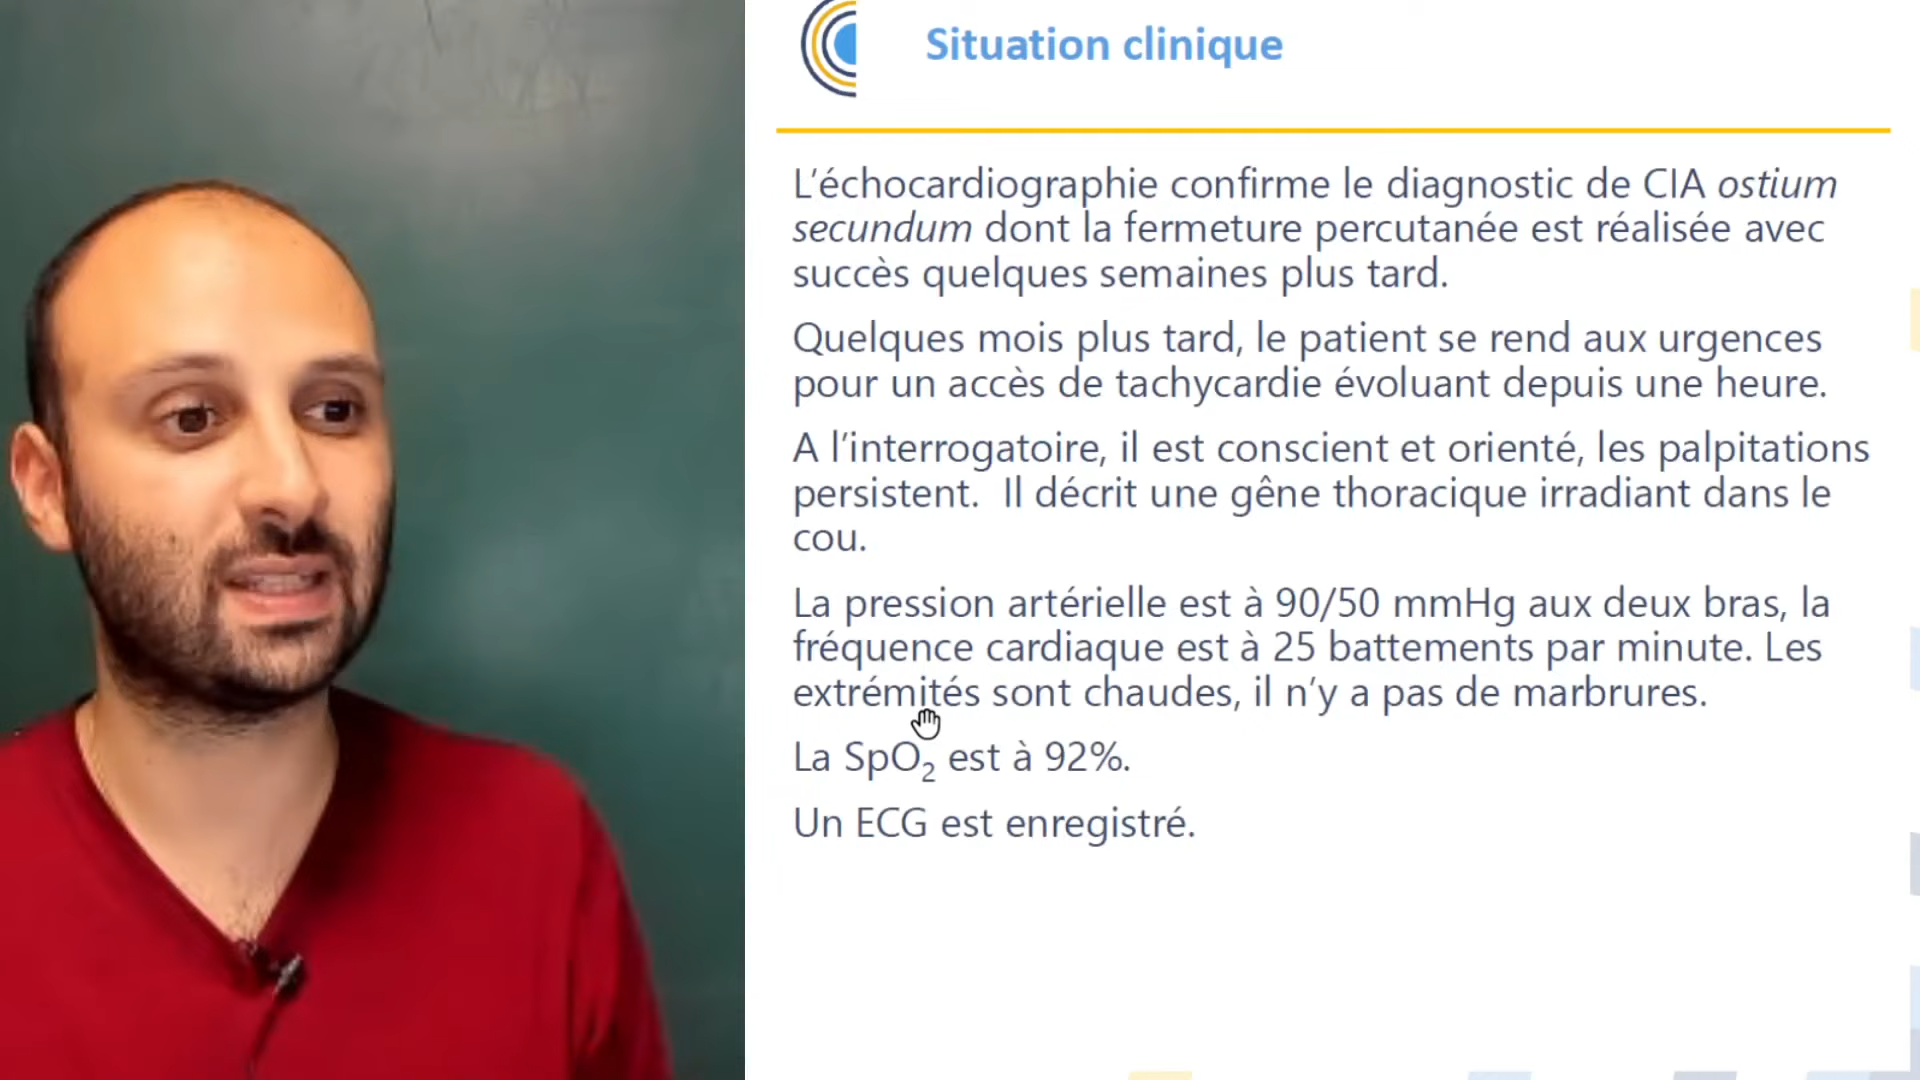 Situation clinique
L’échocardiographie confirme le diagnostic de CIA ostium
secundum dont la fermeture percutanée est réalisée avec
succès quelques semaines plus tard.
Quelques mois plus tard, le patient se rend aux urgences
pour un accès de tachycardie évoluant depuis une heure.
A l’interrogatoire, il est conscient et orienté, les palpitations
persistent.  Il décrit une gêne thoracique irradiant dans le
cou.
La pression artérielle est à 90/50 mmHg aux deux bras, la
fréquence cardiaque est à 25 battements par minute. Les
extrémités sont chaudes, il n’y a pas de marbrures.
La SpO₂ est à 92%.
Un ECG est enregistré.